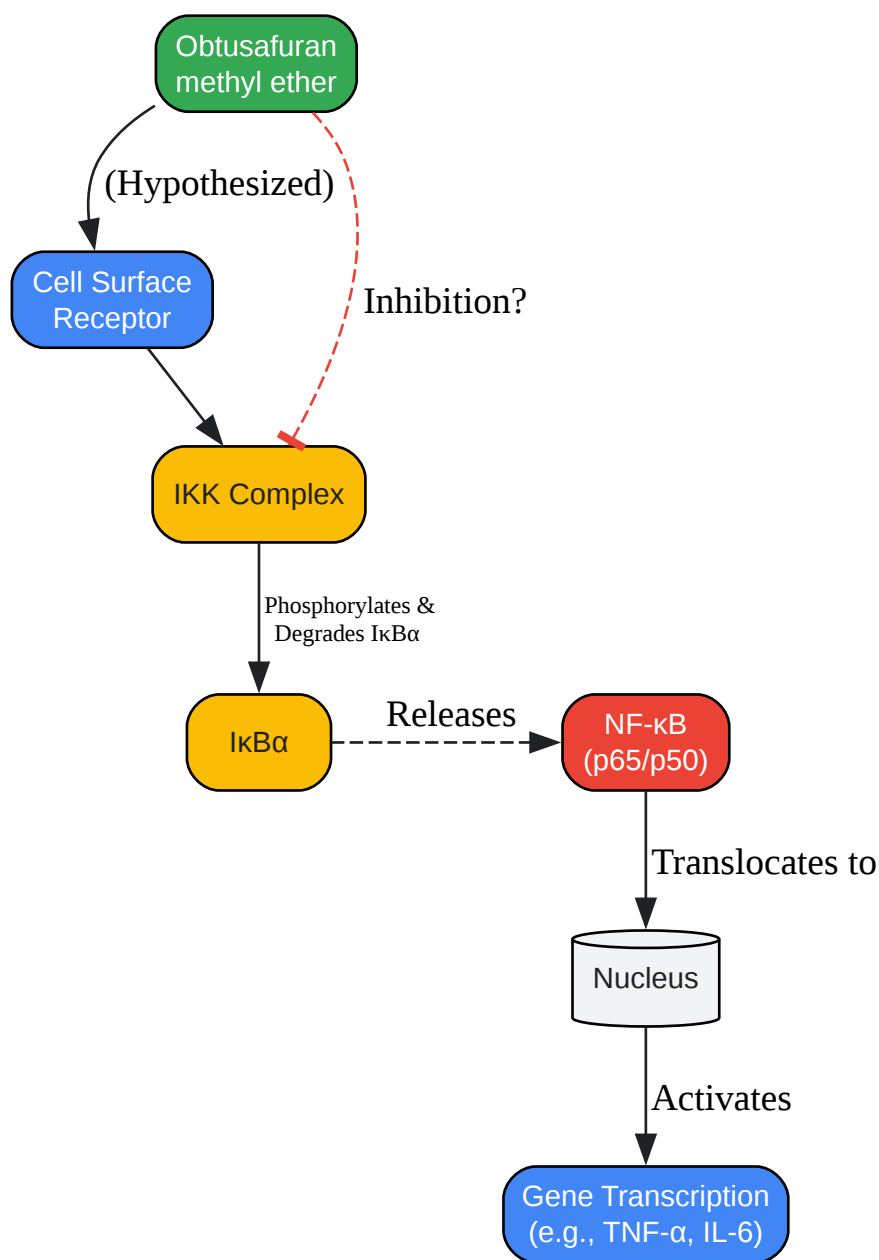 Obtusafuran
methyl ether
(Hypothesized)
Cell Surface
Receptor
Inhibition?
IKK Complex
Phosphorylates &
Degrades IκBα
IκBα
Releases
NF-κB
(p65/p50)
Translocates to
Nucleus
Activates
Gene Transcription
(e.g., TNF-α, IL-6)